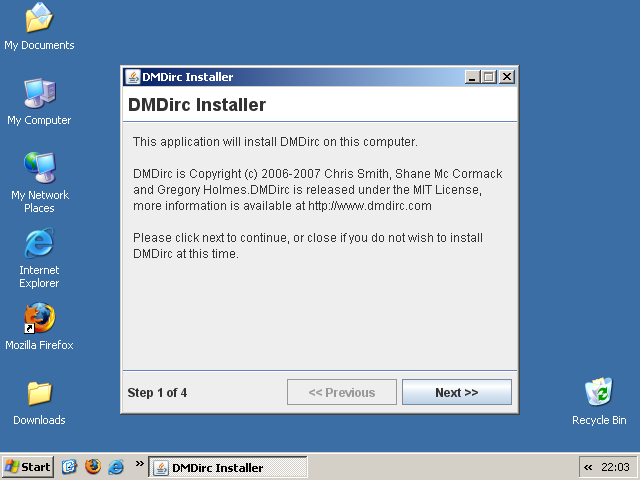 My Documents
My Computer
My Network
Places
Internet
Explorer
Mozilla Firefox
Downloads
DMDirc Installer
DMDirc Installer
This application will install DMDirc on this computer.
DMDirc is Copyright (c) 2006-2007 Chris Smith, Shane Mc Cormack
and Gregory Holmes.DMDirc is released under the MIT License,
more information is available at http://www.dmdirc.com
Please click next to continue, or close if you do not wish to install
DMDirc at this time.
Step 1 of 4
<< Previous
Next >>
Recycle Bin
Start
»
DMDirc Installer
«
22:03